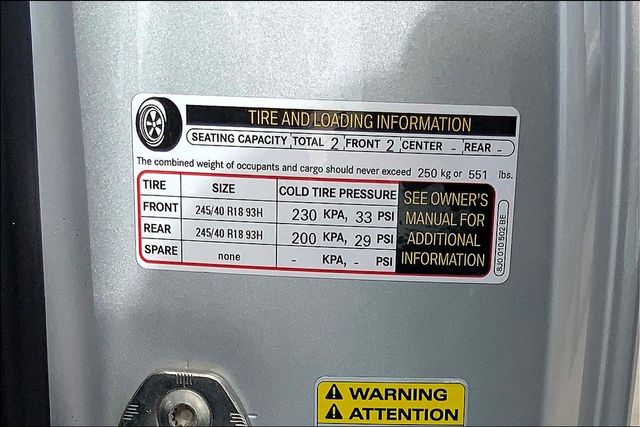 TIRE AND LOADING INFORMATION
SEATING CAPACITY TOTAL 2 FRONT 2 CENTER - REAR -
The combined weight of occupants and cargo should never exceed 250 kg or 551 lbs.
TIRE SIZE COLD TIRE PRESSURE
FRONT 245/40 R18 93H 230 KPA, 33 PSI
REAR 245/40 R18 93H 200 KPA, 29 PSI
SPARE none - KPA, - PSI
SEE OWNER'S
MANUAL FOR
ADDITIONAL
INFORMATION
8J0 010 502 BE
WARNING
ATTENTION